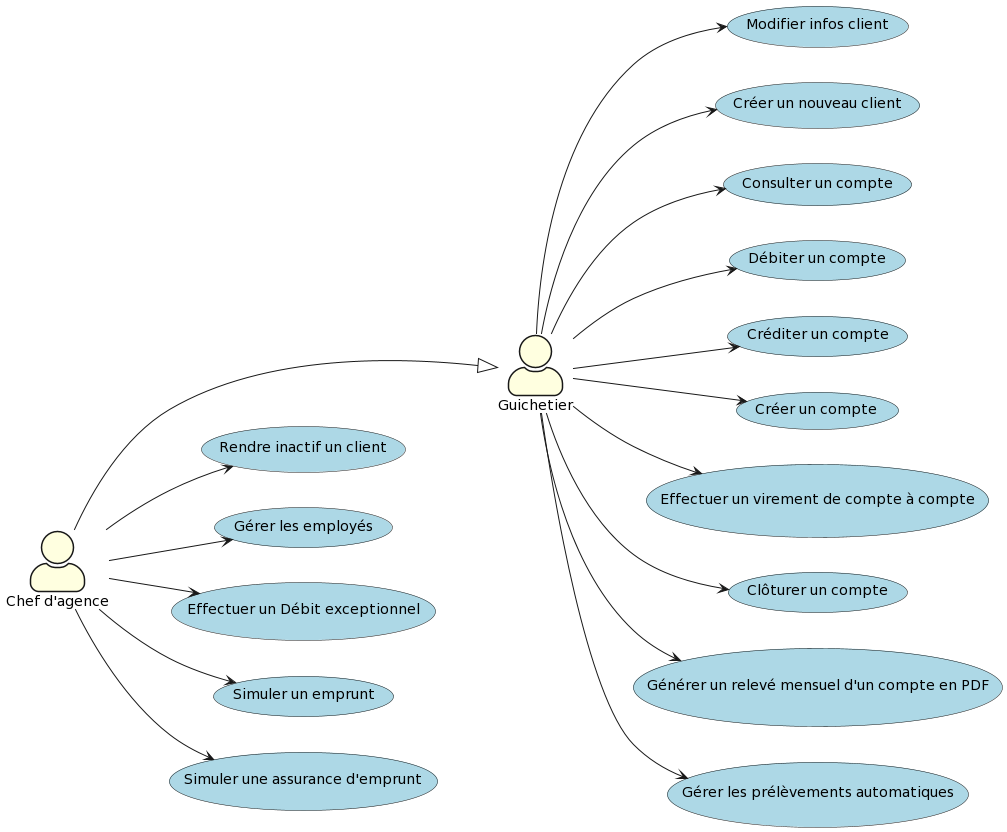 Modifier infos client
Créer un nouveau client
Consulter un compte
Débiter un compte
Créditer un compte
Guichetier
Créer un compte
Rendre inactif un client
Effectuer un virement de compte à compte
Gérer les employés
Clôturer un compte
Chef d'agence
Effectuer un Débit exceptionnel
Générer un relevé mensuel d'un compte en PDF
Simuler un emprunt
Simuler une assurance d'emprunt
Gérer les prélèvements automatiques